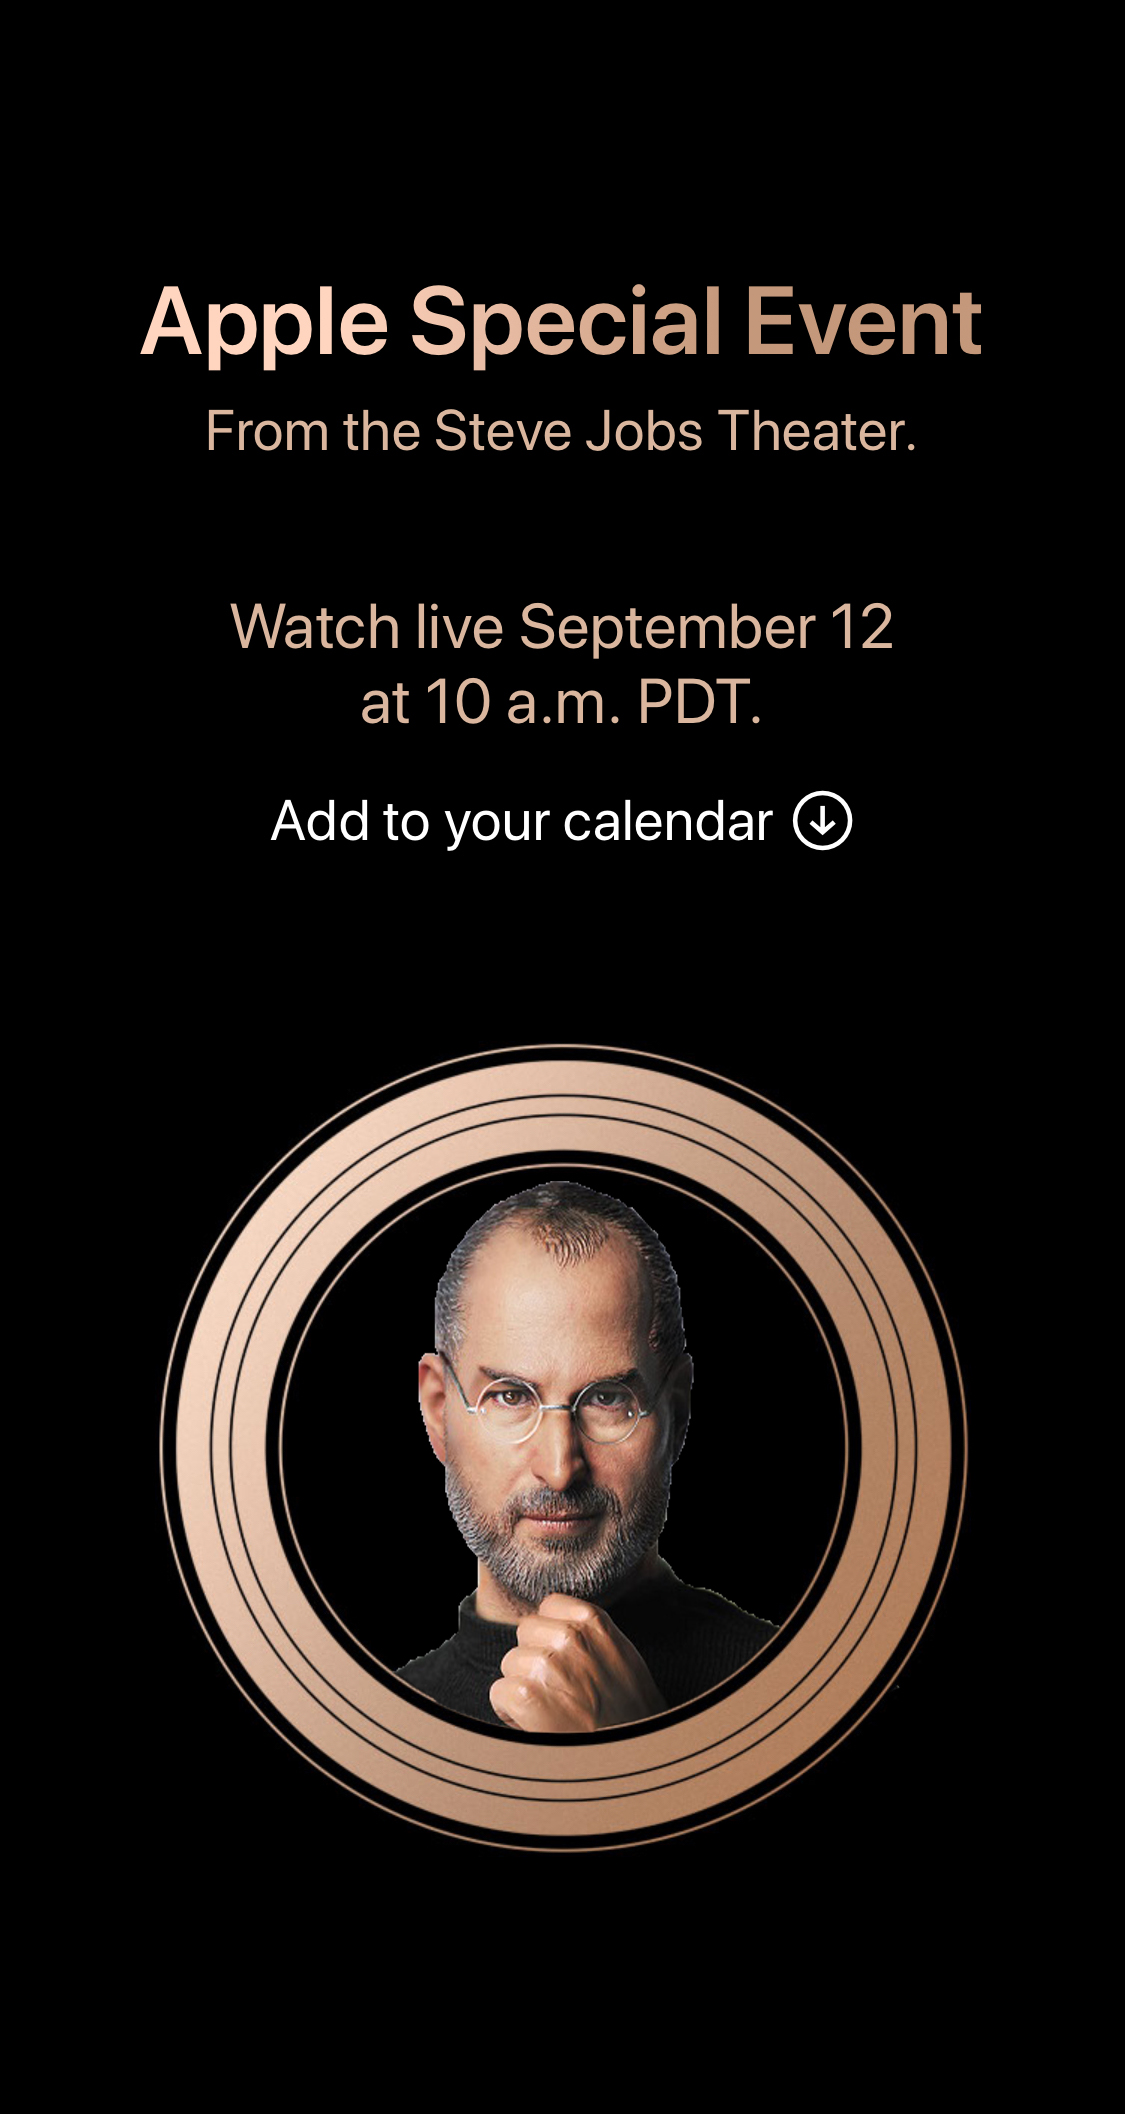 Apple Special Event
From the Steve Jobs Theater.
Watch live September 12
at 10 a.m. PDT.
Add to your calendar